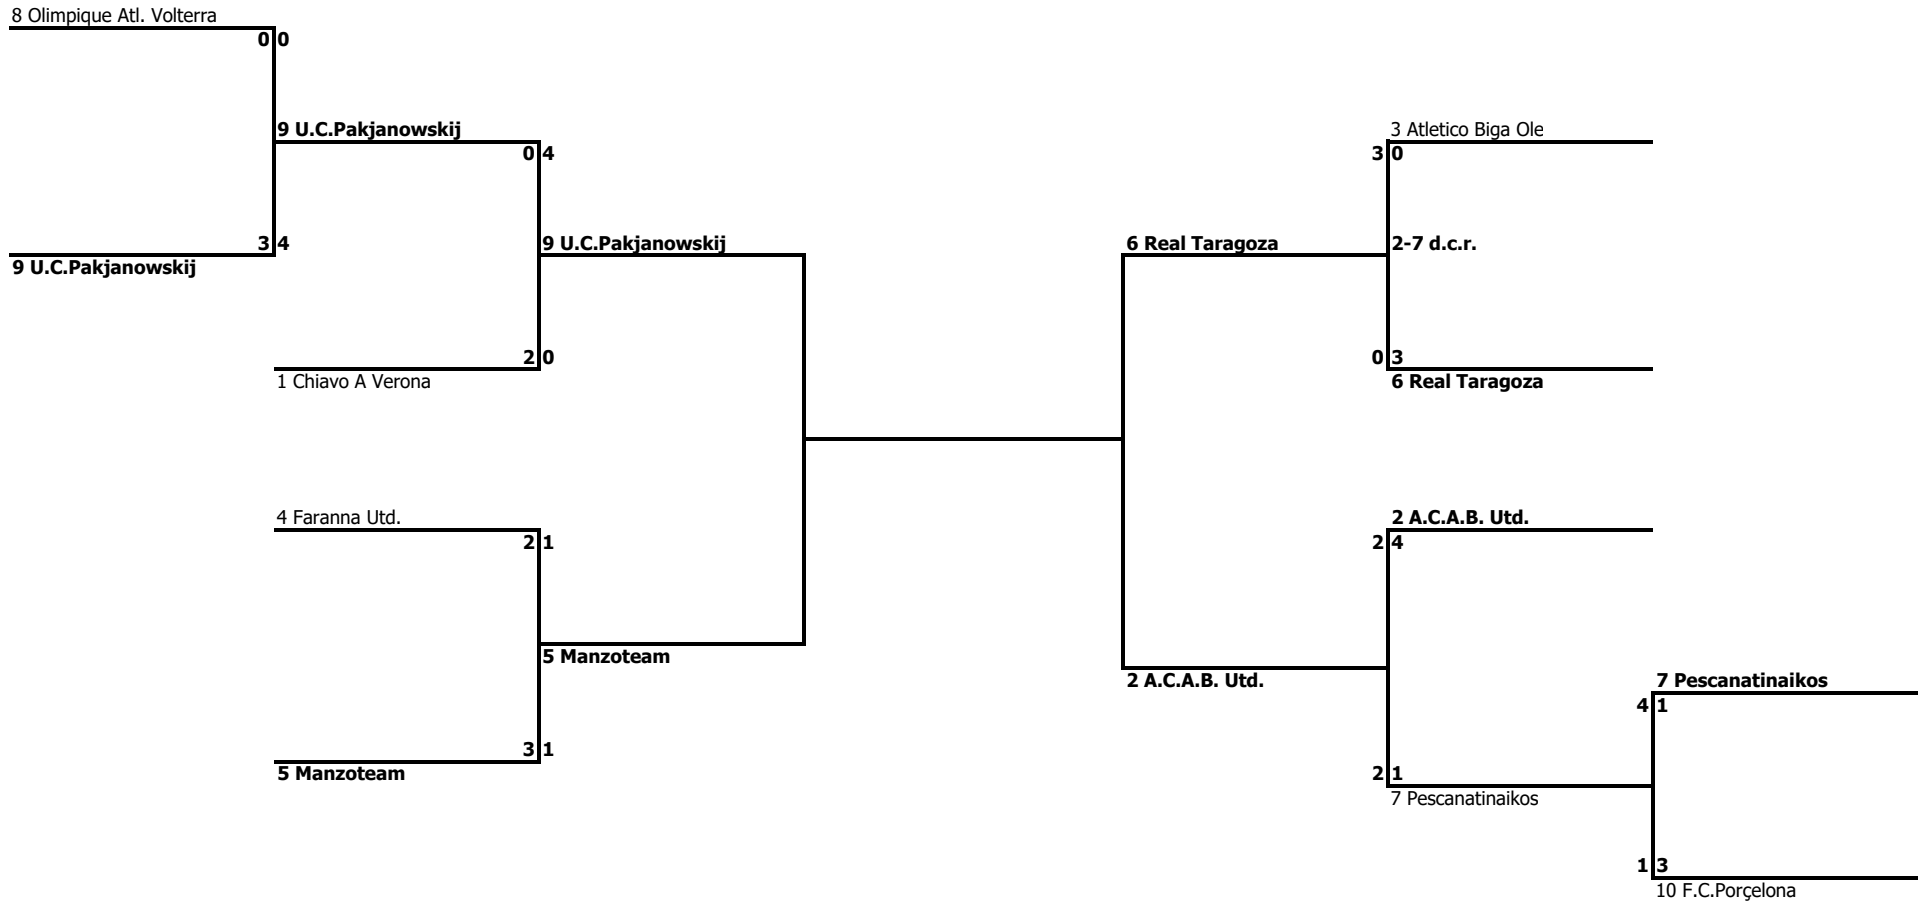 8 Olimpique Atl. Volterra
0 0
9 U.C.Pakjanowskij
0 4
3 Atletico Biga Ole
3 0
3 4
9 U.C.Pakjanowskij
9 U.C.Pakjanowskij
6 Real Taragoza
2-7 d.c.r.
2 0
1 Chiavo A Verona
0 3
6 Real Taragoza
4 Faranna Utd.
2 1
2 A.C.A.B. Utd.
2 4
5 Manzoteam
2 A.C.A.B. Utd.
7 Pescanatinaikos
4 1
3 1
5 Manzoteam
2 1
7 Pescanatinaikos
1 3
10 F.C.Porçelona